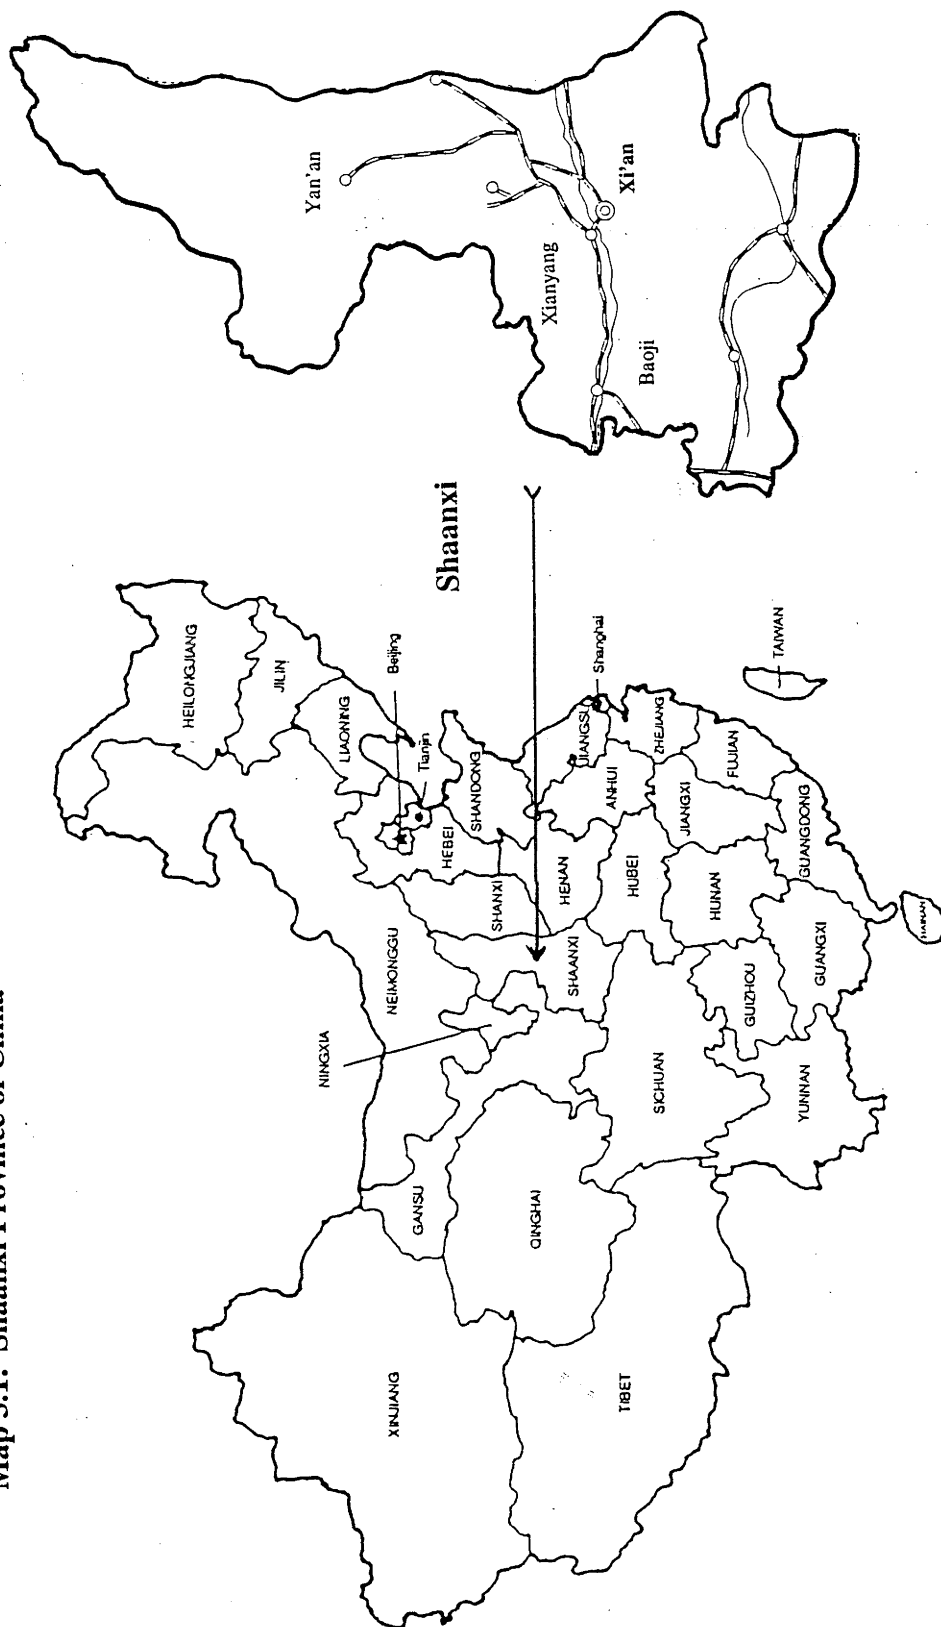 Map 3.1: Shaanxi Province of China
HEILONGJIANG
JILIN
LIAONING
Beijing
Tianjin
NEIMONGGU
HEBEI
SHANDONG
SHANXI
NINGXIA
XINJIANG
GANSU
QINGHAI
SHAANXI
HENAN
JIANGSU
Shanghai
ANHUI
HUBEI
ZHEJIANG
TIBET
SICHUAN
JIANGXI
HUNAN
FUJIAN
GUIZHOU
YUNNAN
GUANGXI
GUANGDONG
TAIWAN
HAINAN
Shaanxi
Yan'an
Xianyang
Xi'an
Baoji